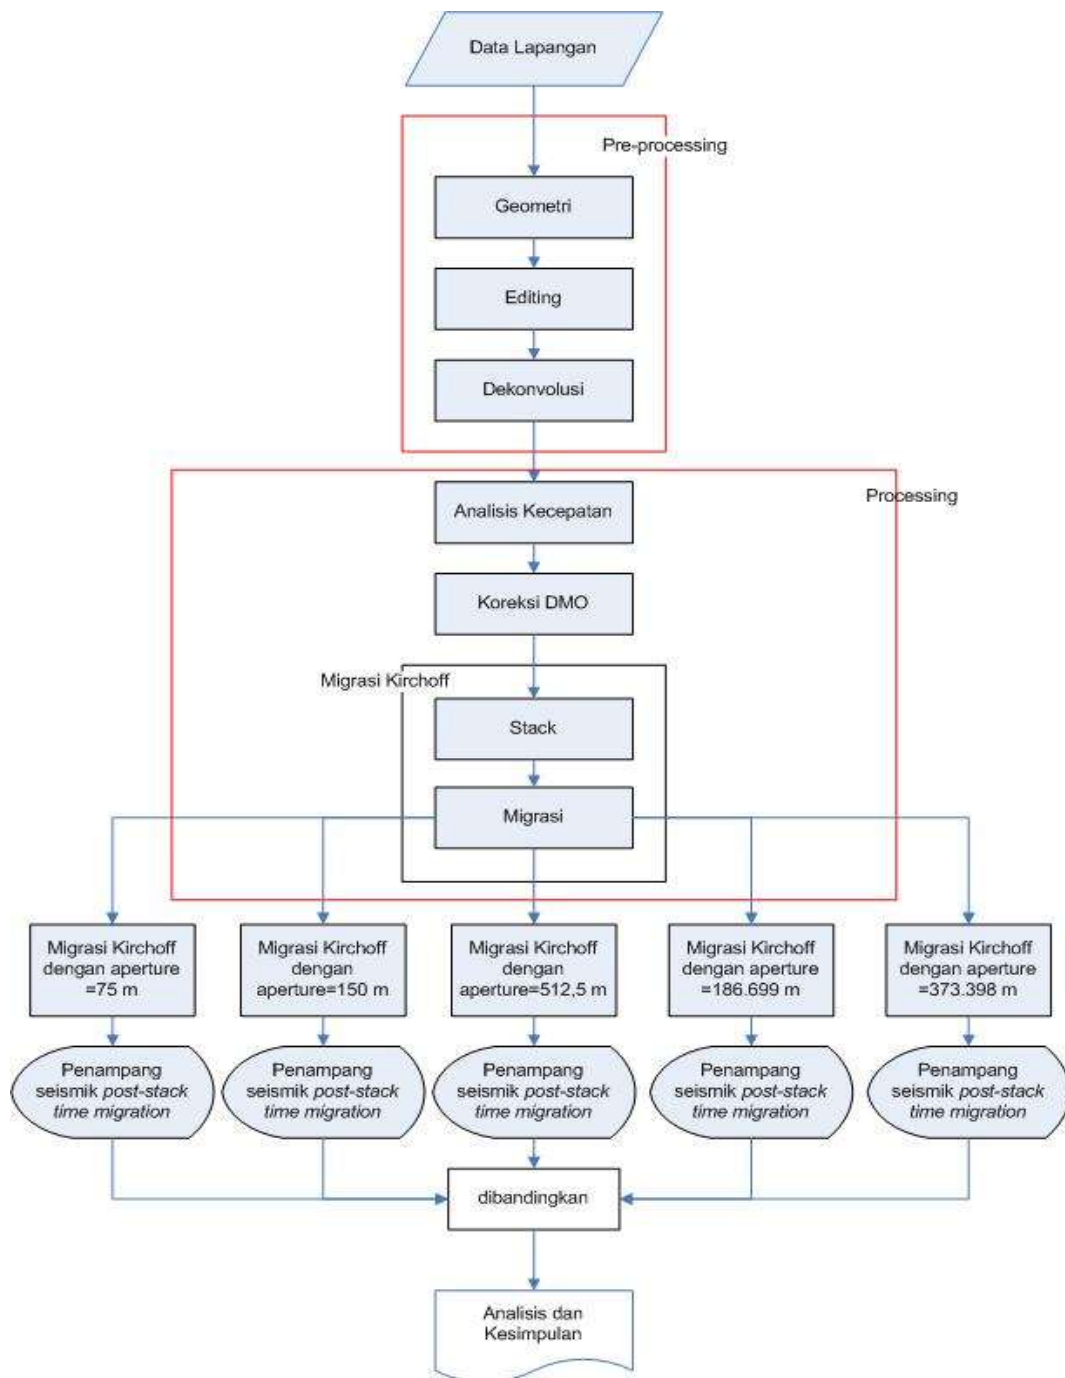 Data Lapangan
Pre-processing
Geometri
Editing
Dekonvolusi
Processing
Analisis Kecepatan
Koreksi DMO
Migrasi Kirchoff
Stack
Migrasi
Migrasi Kirchoff
dengan aperture
=75 m
Migrasi Kirchoff
dengan
aperture=150 m
Migrasi Kirchoff
dengan
aperture=512,5 m
Migrasi Kirchoff
dengan aperture
=186.699 m
Migrasi Kirchoff
dengan aperture
=373.398 m
Penampang
seismik post-stack
time migration
Penampang
seismik post-stack
time migration
Penampang
seismik post-stack
time migration
Penampang
seismik post-stack
time migration
Penampang
seismik post-stack
time migration
dibandingkan
Analisis dan
Kesimpulan